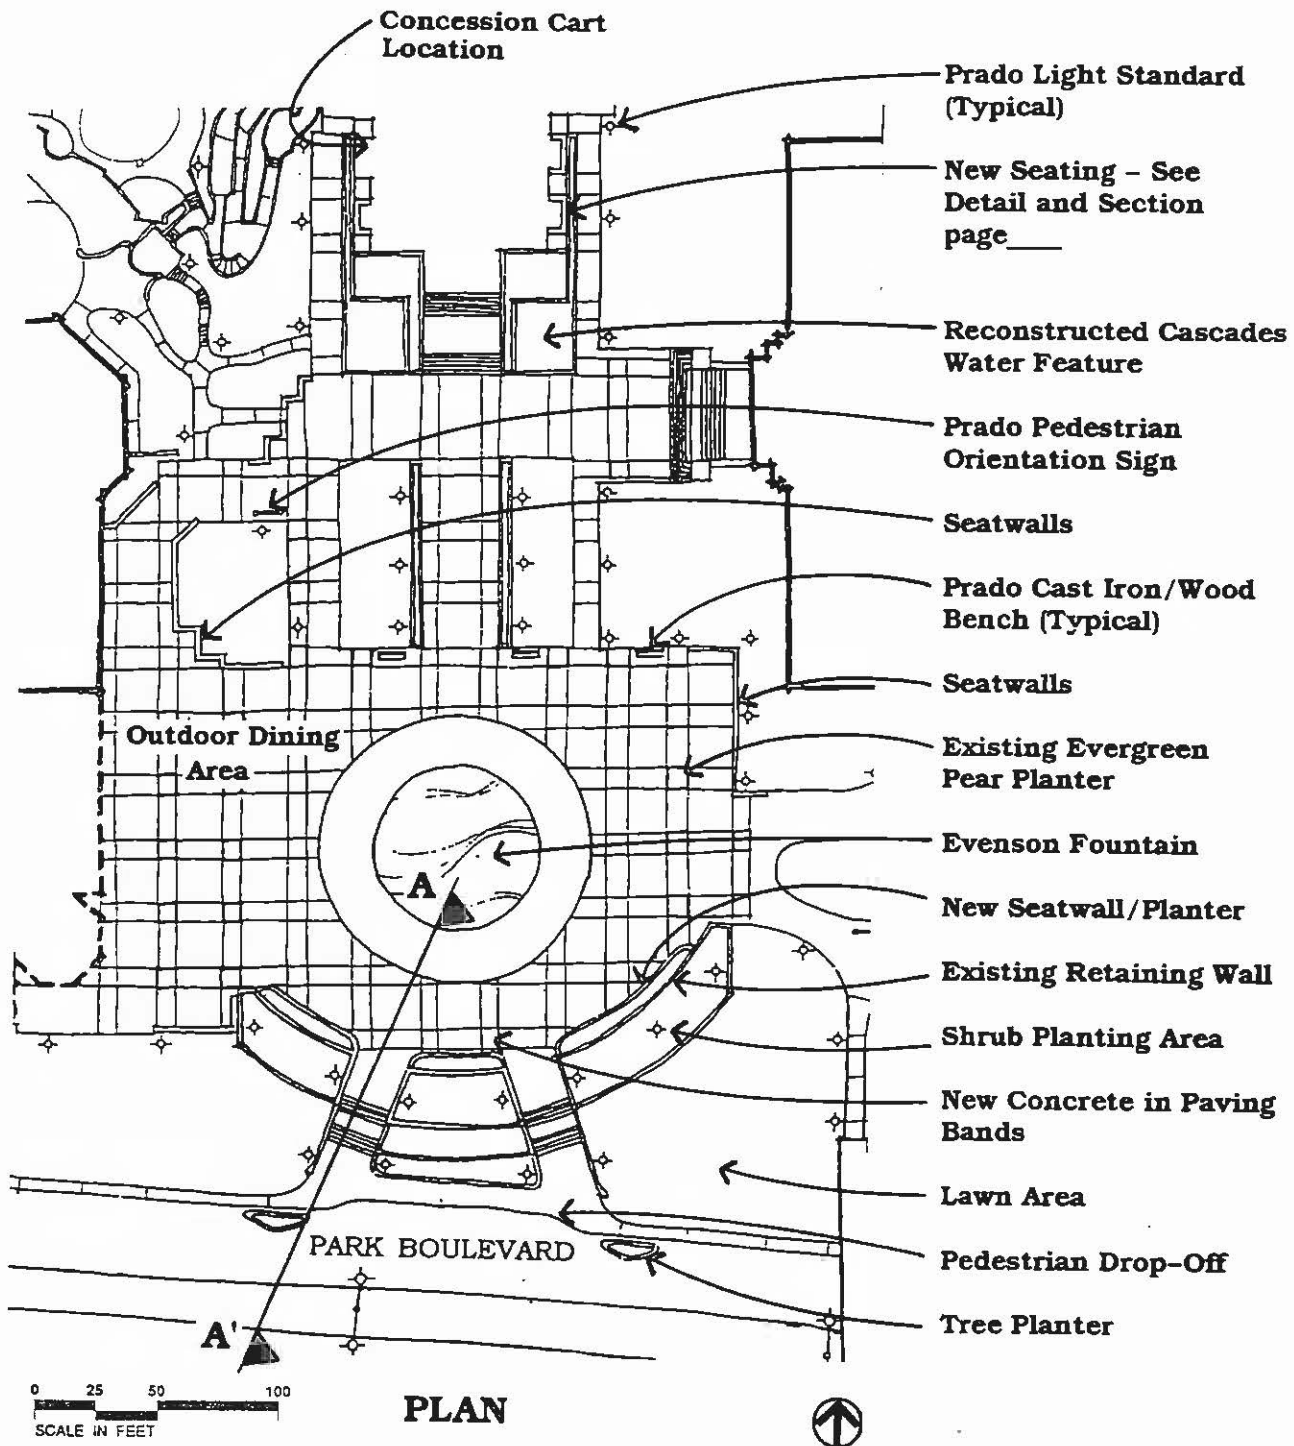 Concession Cart
Location
Prado Light Standard
(Typical)
New Seating – See
Detail and Section
page___
Reconstructed Cascades
Water Feature
Prado Pedestrian
Orientation Sign
Seatwalls
Prado Cast Iron/Wood
Bench (Typical)
Seatwalls
Outdoor Dining
Area
Existing Evergreen
Pear Planter
Evenson Fountain
A
New Seatwall/Planter
Existing Retaining Wall
Shrub Planting Area
New Concrete in Paving
Bands
Lawn Area
PARK BOULEVARD
Pedestrian Drop-Off
Tree Planter
A'
0 25 50 100
SCALE IN FEET
PLAN